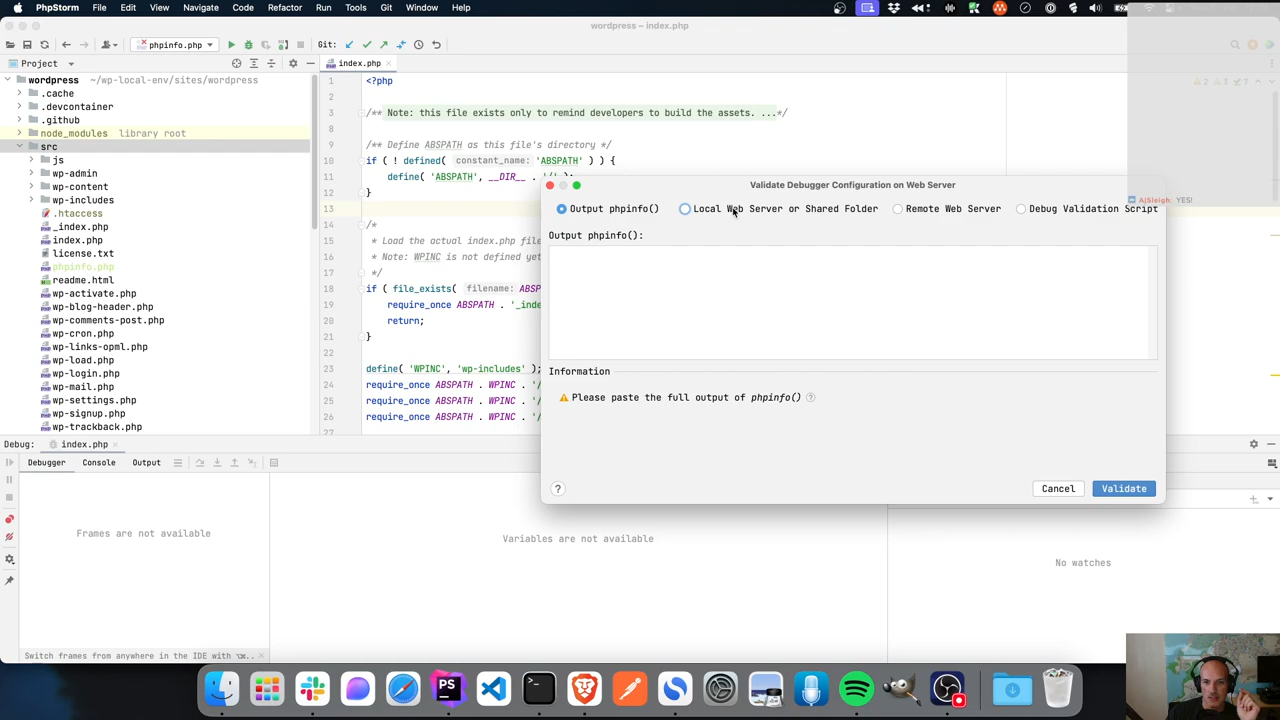 PhpStorm File Edit View Navigate Code Refactor Run Tools Git Window Help
wordpress – index.php
phpinfo.php Git:
Project
index.php
wordpress ~/wp-local-env/sites/wordpress
.cache
.devcontainer
.github
node_modules library root
src
js
wp-admin
wp-content
wp-includes
.htaccess
_index.php
index.php
license.txt
phpinfo.php
readme.html
wp-activate.php
wp-blog-header.php
wp-comments-post.php
wp-cron.php
wp-links-opml.php
wp-load.php
wp-login.php
wp-mail.php
wp-settings.php
wp-signup.php
wp-trackback.php
1 <?php
2
3 /** Note: this file exists only to remind developers to build the assets. ...*/
8
9 /** Define ABSPATH as this file's directory */
10 if ( ! defined( constant_name: 'ABSPATH' ) ) {
11 define( 'ABSPATH', __DIR__ . '/' );
12 }
13
14 /*
15 * Load the actual index.php file
16 * Note: WPINC is not defined yet
17 */
18 if ( file_exists( filename: ABSP
19 require_once ABSPATH . '_inde
20 return;
21 }
22
23 define( 'WPINC', 'wp-includes' );
24 require_once ABSPATH . WPINC . '/
25 require_once ABSPATH . WPINC . '/
26 require_once ABSPATH . WPINC . '/
27
2 3 7
AjSleigh: YES!
Validate Debugger Configuration on Web Server
Output phpinfo() Local Web Server or Shared Folder Remote Web Server Debug Validation Script
Output phpinfo():
Information
Please paste the full output of phpinfo() ?
? Cancel Validate
Debug: index.php
Debugger Console Output
Frames are not available
Variables are not available
No watches
Switch frames from anywhere in the IDE with
PS